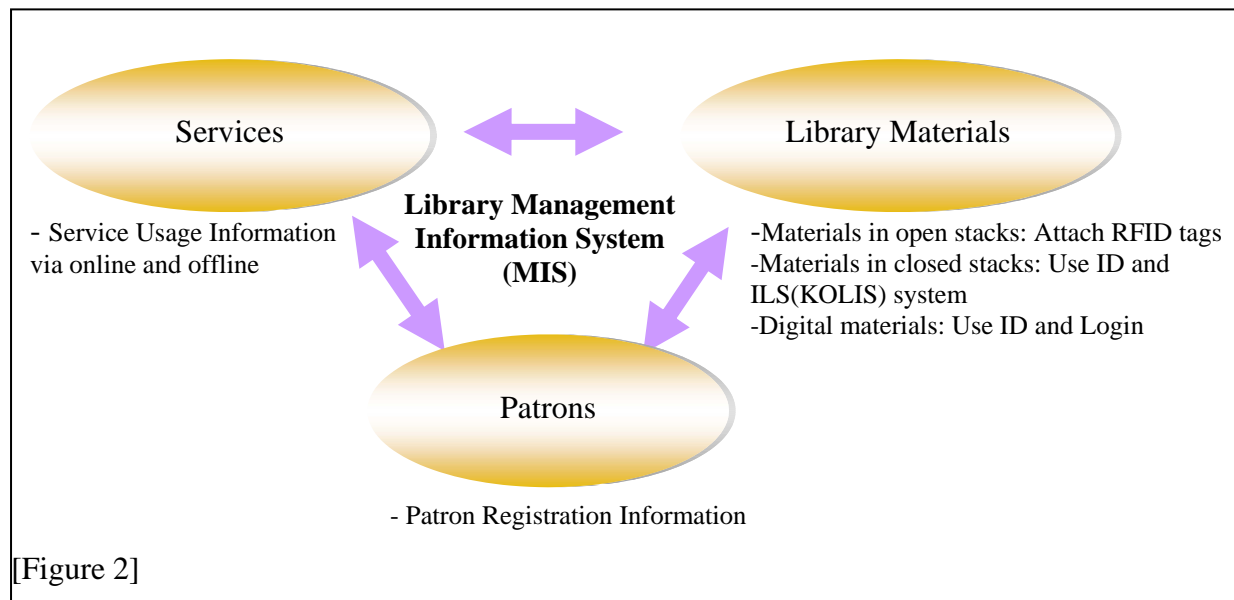 Services
Library Materials
Library Management
Information System
(MIS)
- Service Usage Information
via online and offline
-Materials in open stacks: Attach RFID tags
-Materials in closed stacks: Use ID and
ILS(KOLIS) system
-Digital materials: Use ID and Login
Patrons
- Patron Registration Information
[Figure 2]